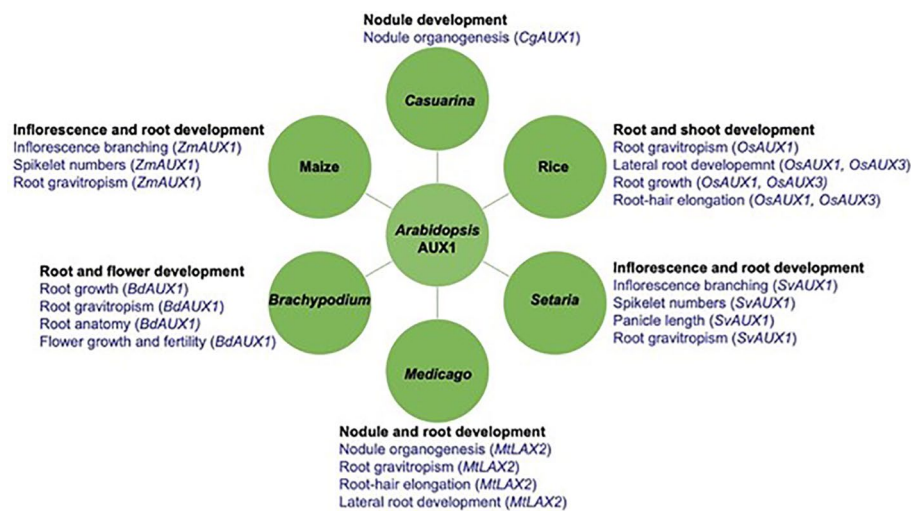 Nodule development
Nodule organogenesis (CgAUX1)
Casuarina
Inflorescence and root development
Inflorescence branching (ZmAUX1)
Spikelet numbers (ZmAUX1)
Root gravitropism (ZmAUX1)
Maize
Rice
Root and shoot development
Root gravitropism (OsAUX1)
Lateral root developemnt (OsAUX1, OsAUX3)
Root growth (OsAUX1, OsAUX3)
Root-hair elongation (OsAUX1, OsAUX3)
Arabidopsis
AUX1
Root and flower development
Root growth (BdAUX1)
Root gravitropism (BdAUX1)
Root anatomy (BdAUX1)
Flower growth and fertility (BdAUX1)
Brachypodium
Setaria
Inflorescence and root development
Inflorescence branching (SvAUX1)
Spikelet numbers (SvAUX1)
Panicle length (SvAUX1)
Root gravitropism (SvAUX1)
Medicago
Nodule and root development
Nodule organogenesis (MtLAX2)
Root gravitropism (MtLAX2)
Root-hair elongation (MtLAX2)
Lateral root development (MtLAX2)